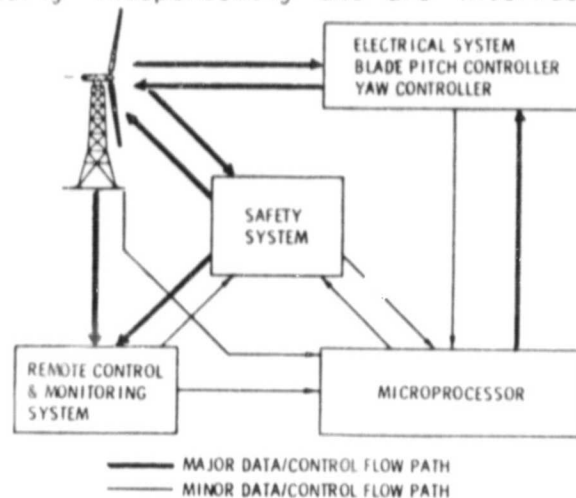 ELECTRICAL SYSTEM
BLADE PITCH CONTROLLER
YAW CONTROLLER
SAFETY
SYSTEM
REMOTE CONTROL
& MONITORING
SYSTEM
MICROPROCESSOR
MAJOR DATA/CONTROL FLOW PATH
MINOR DATA/CONTROL FLOW PATH